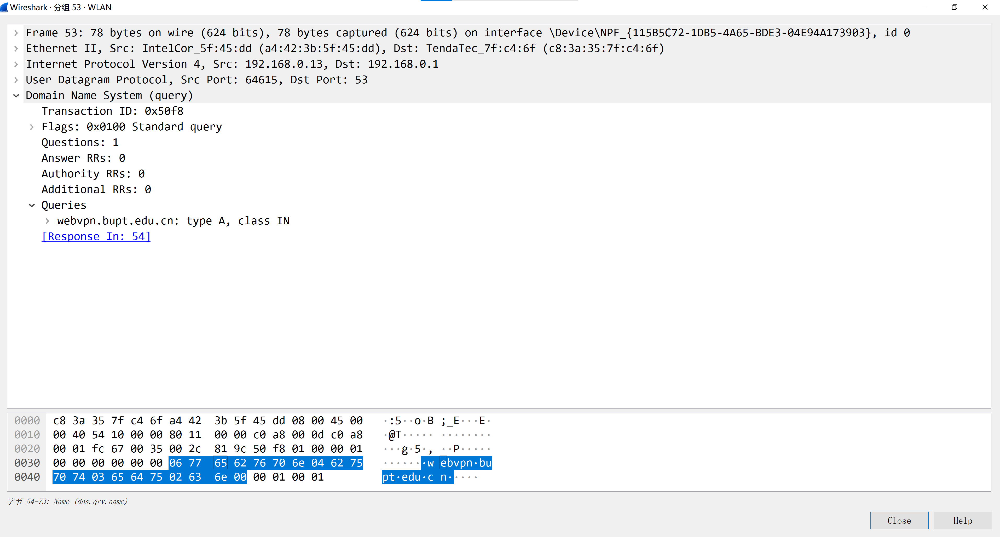 Wireshark · 分组 53 · WLAN
Frame 53: 78 bytes on wire (624 bits), 78 bytes captured (624 bits) on interface \Device\NPF_{115B5C72-1DB5-4A65-BDE3-04E94A173903}, id 0
Ethernet II, Src: IntelCor_5f:45:dd (a4:42:3b:5f:45:dd), Dst: TendaTec_7f:c4:6f (c8:3a:35:7f:c4:6f)
Internet Protocol Version 4, Src: 192.168.0.13, Dst: 192.168.0.1
User Datagram Protocol, Src Port: 64615, Dst Port: 53
Domain Name System (query)
Transaction ID: 0x50f8
Flags: 0x0100 Standard query
Questions: 1
Answer RRs: 0
Authority RRs: 0
Additional RRs: 0
Queries
webvpn.bupt.edu.cn: type A, class IN
[Response In: 54]
0000 c8 3a 35 7f c4 6f a4 42 3b 5f 45 dd 08 00 45 00 ·:5··o·B ;_E···E·
0010 00 40 54 10 00 00 80 11 00 00 c0 a8 00 0d c0 a8 ·@T····· ········
0020 00 01 fc 67 00 35 00 2c 81 9c 50 f8 01 00 00 01 ···g·5·, ··P·····
0030 00 00 00 00 00 00 06 77 65 62 76 70 6e 04 62 75 ·······w ebvpn·bu
0040 70 74 03 65 64 75 02 63 6e 00 00 01 00 01 pt·edu·c n·····
字节 54-73: Name (dns.qry.name)
Close Help